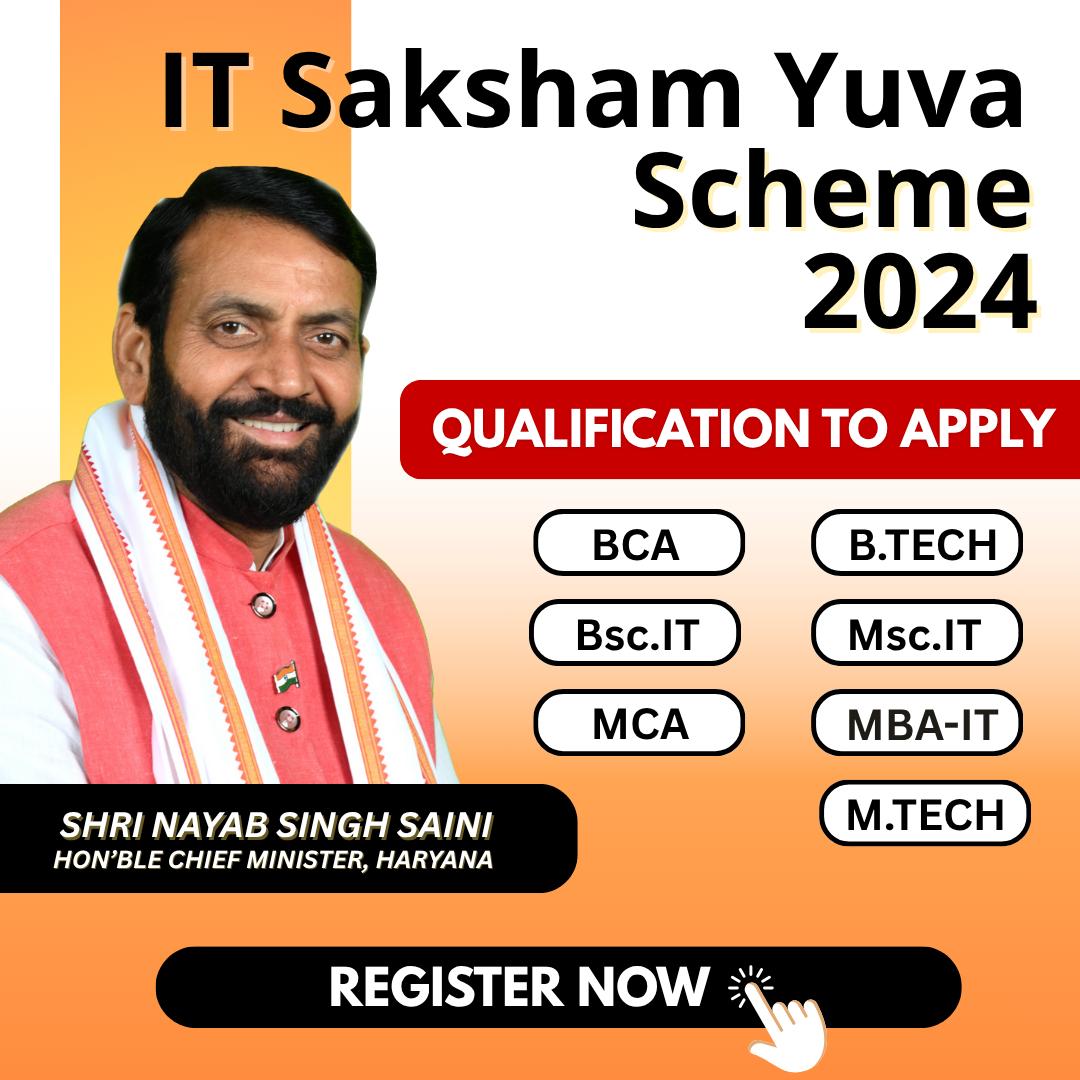 IT Saksham Yuva
Scheme
2024
QUALIFICATION TO APPLY
BCA
B.TECH
Bsc.IT
Msc.IT
MCA
MBA-IT
M.TECH
SHRI NAYAB SINGH SAINI
HON'BLE CHIEF MINISTER, HARYANA
REGISTER NOW